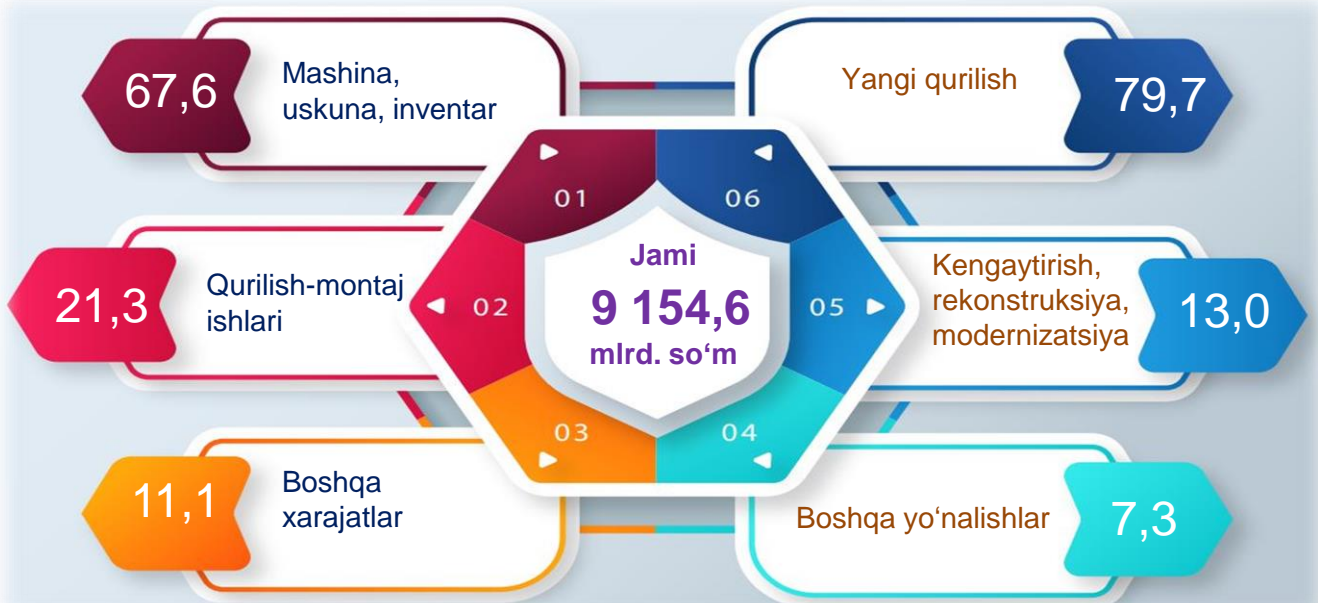 67,6
Mashina,
uskuna, inventar
Yangi qurilish
79,7
01
06
21,3
Qurilish-montaj
ishlari
02
Jami
9 154,6
mlrd. so‘m
05
Kengaytirish,
rekonstruksiya,
modernizatsiya
13,0
03
04
11,1
Boshqa
xarajatlar
Boshqa yo‘nalishlar
7,3